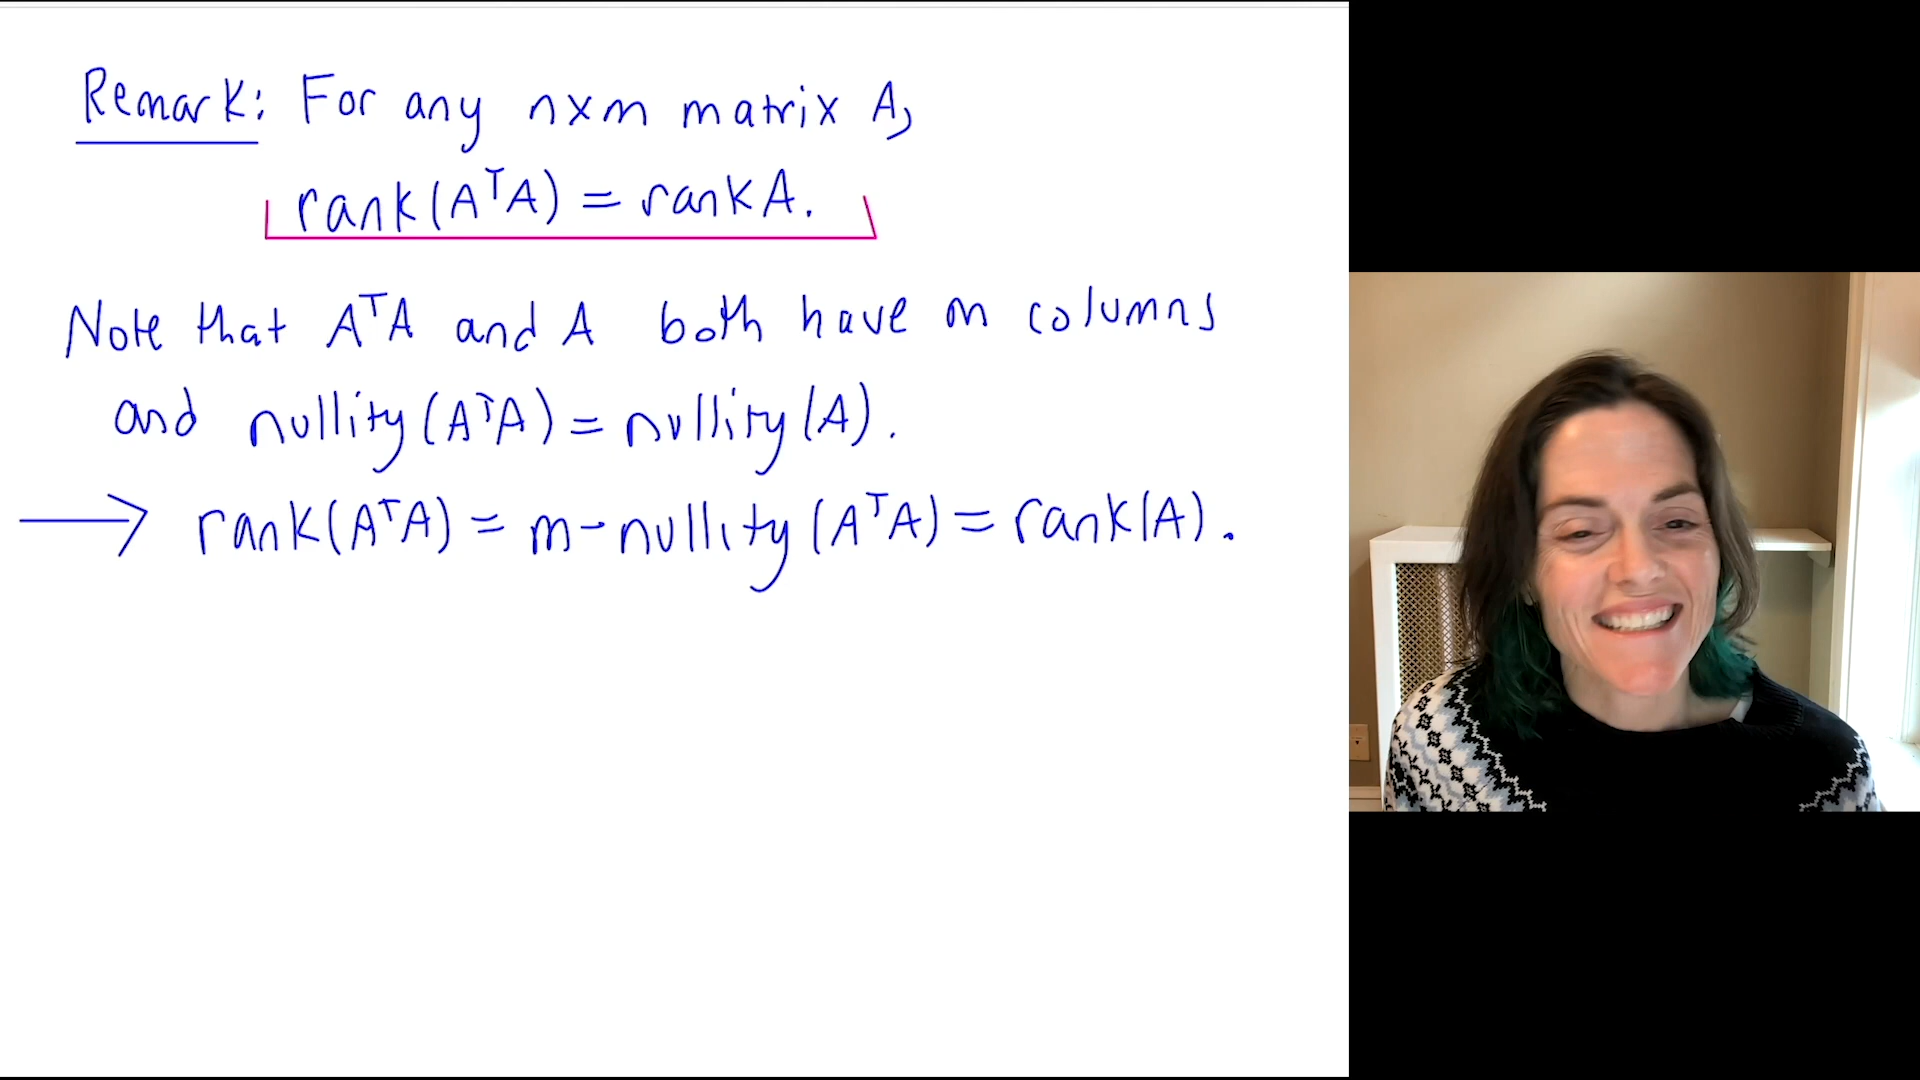 Remark: For any n×m matrix A,
rank(AᵀA) = rank A.
Note that AᵀA and A both have m columns
and nullity(AᵀA) = nullity(A).
→ rank(AᵀA) = m - nullity(AᵀA) = rank(A).